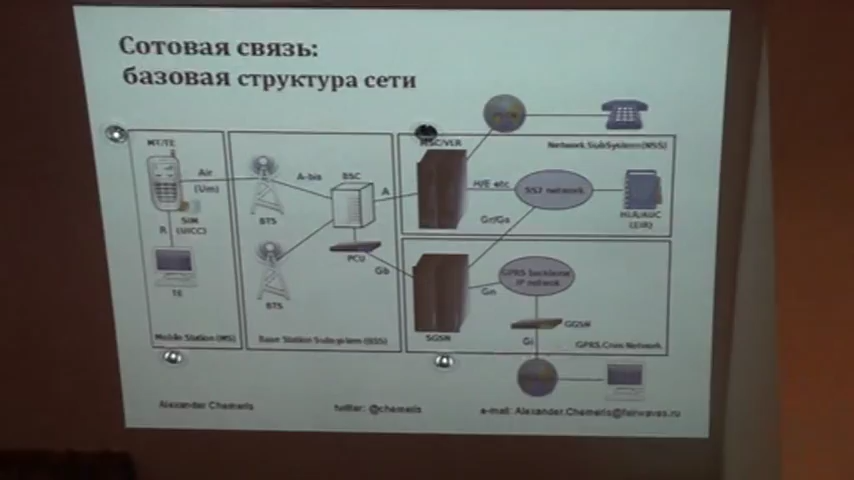 Сотовая связь:
базовая структура сети
MT/TE
Air
(Um)
SIM
(UICC)
R
TE
Mobile Station (MS)
A-bis
BSC
BTS
PCU
BTS
Base Station Subsystem (BSS)
A
Gb
MSC/VLR
Network SubSystem (NSS)
SS7 network
HLR/AUC
(EIR)
Gr/Gs
SGSN
Gn
GPRS backbone
IP network
GGSN
Gi
GPRS Core Network
Alexander Chemeris
twitter: @chemeris
e-mail: Alexander.Chemeris@fairwaves.ru